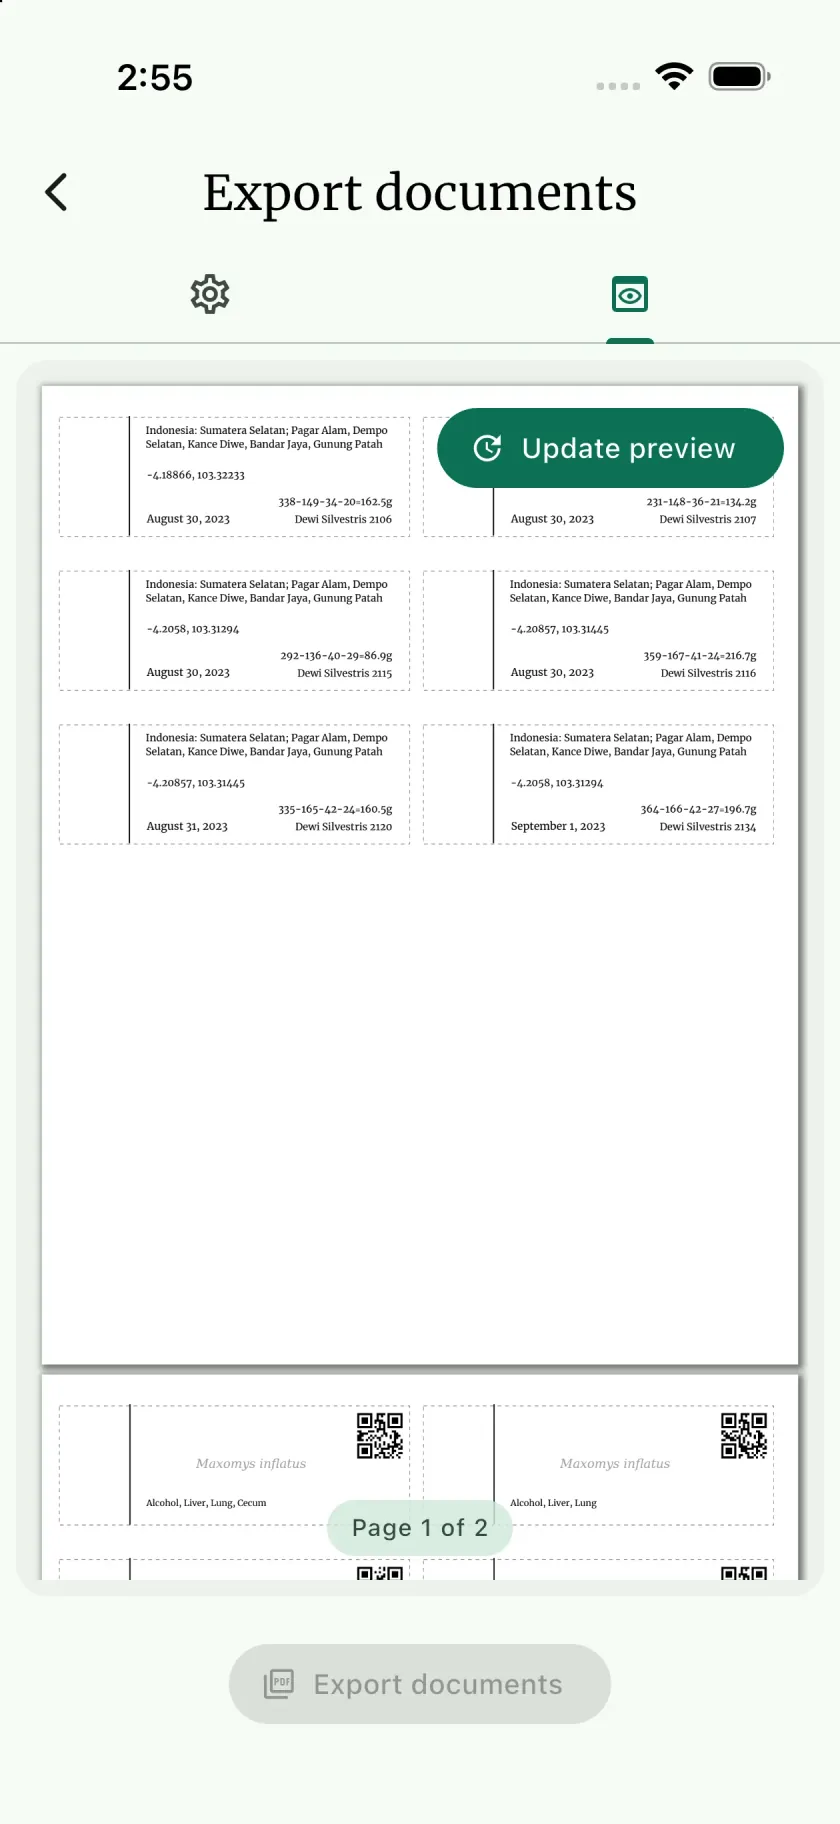 2:55
Export documents
Update preview
Indonesia: Sumatera Selatan; Pagar Alam, Dempo
Selatan, Kance Diwe, Bandar Jaya, Gunung Patah
-4.18866, 103.32233
338-149-34-20=162.5g
August 30, 2023 Dewi Silvestris 2106
231-148-36-21=134.2g
August 30, 2023 Dewi Silvestris 2107
Indonesia: Sumatera Selatan; Pagar Alam, Dempo
Selatan, Kance Diwe, Bandar Jaya, Gunung Patah
-4.2058, 103.31294
292-136-40-29=86.9g
August 30, 2023 Dewi Silvestris 2115
Indonesia: Sumatera Selatan; Pagar Alam, Dempo
Selatan, Kance Diwe, Bandar Jaya, Gunung Patah
-4.20857, 103.31445
359-167-41-24=216.7g
August 30, 2023 Dewi Silvestris 2116
Indonesia: Sumatera Selatan; Pagar Alam, Dempo
Selatan, Kance Diwe, Bandar Jaya, Gunung Patah
-4.20857, 103.31445
335-165-42-24=160.5g
August 31, 2023 Dewi Silvestris 2120
Indonesia: Sumatera Selatan; Pagar Alam, Dempo
Selatan, Kance Diwe, Bandar Jaya, Gunung Patah
-4.2058, 103.31294
364-166-42-27=196.7g
September 1, 2023 Dewi Silvestris 2134
Maxomys inflatus
Alcohol, Liver, Lung, Cecum
Maxomys inflatus
Alcohol, Liver, Lung
Page 1 of 2
PDF Export documents